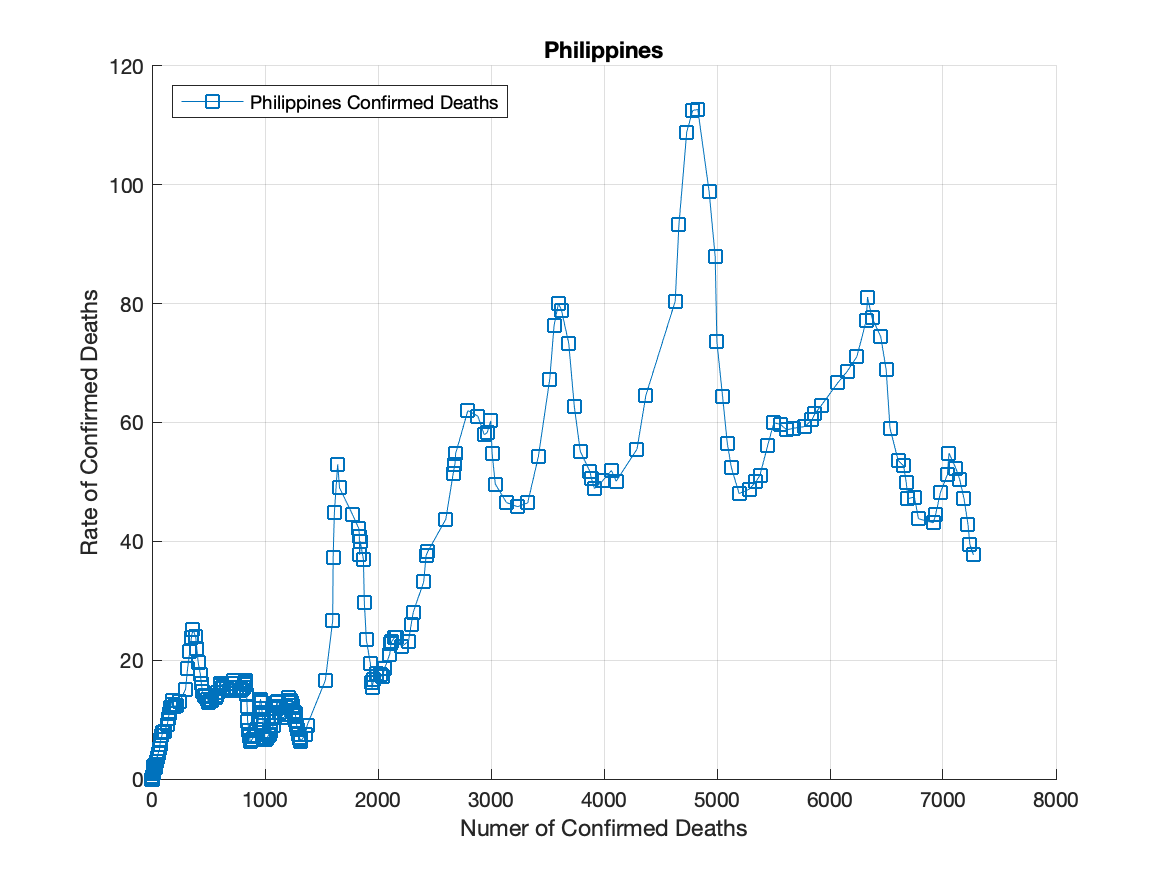 Philippines
Philippines Confirmed Deaths
120
100
80
60
40
20
0
Rate of Confirmed Deaths
0 1000 2000 3000 4000 5000 6000 7000 8000
Numer of Confirmed Deaths